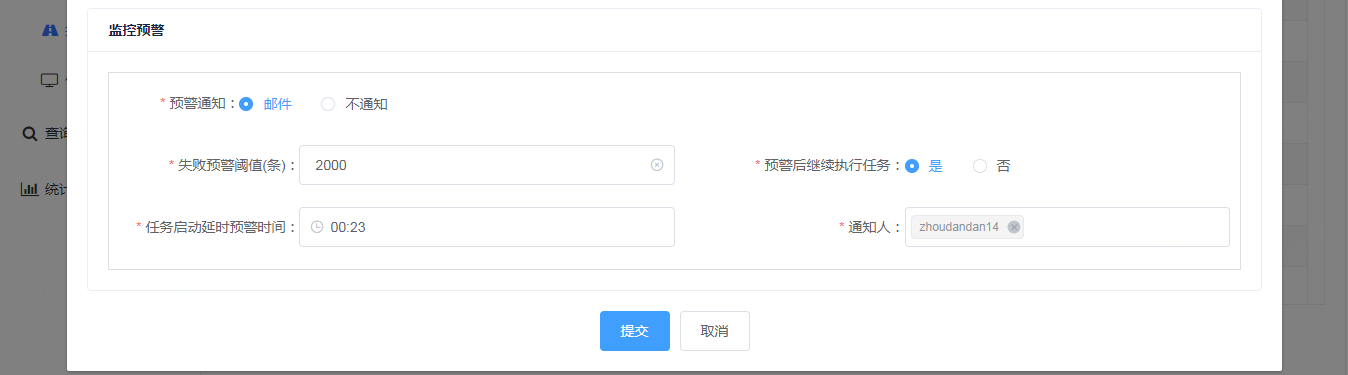 监控预警
* 预警通知： 邮件 不通知
* 失败预警阈值(条)： 2000 * 预警后继续执行任务： 是 否
查询
统计
* 任务启动延时预警时间： 00:23 * 通知人： zhoudandan14
提交 取消